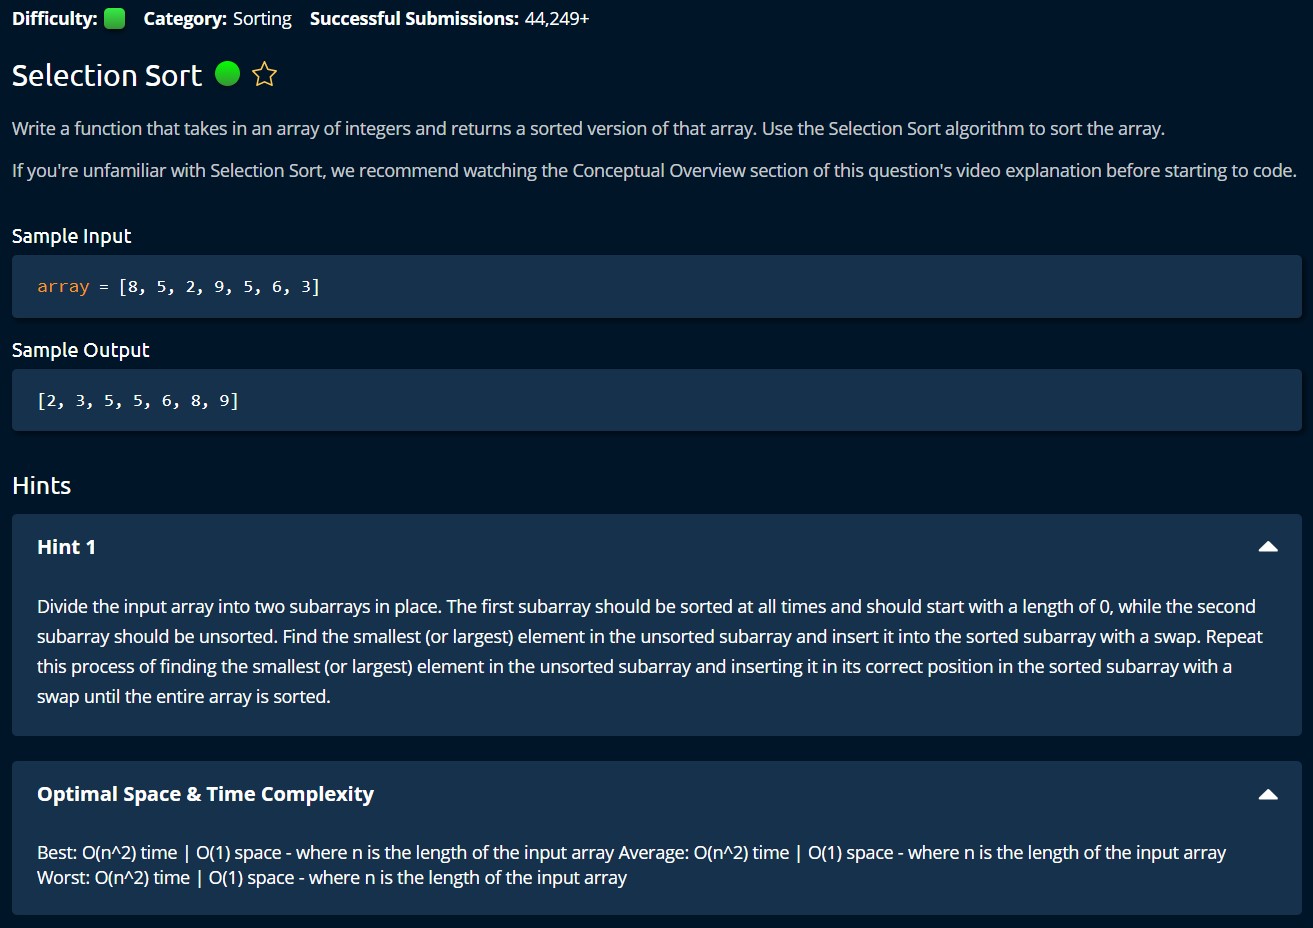 Difficulty: Category: Sorting Successful Submissions: 44,249+
Selection Sort
Write a function that takes in an array of integers and returns a sorted version of that array. Use the Selection Sort algorithm to sort the array.
If you're unfamiliar with Selection Sort, we recommend watching the Conceptual Overview section of this question's video explanation before starting to code.
Sample Input
array = [8, 5, 2, 9, 5, 6, 3]
Sample Output
[2, 3, 5, 5, 6, 8, 9]
Hints
Hint 1
Divide the input array into two subarrays in place. The first subarray should be sorted at all times and should start with a length of 0, while the second
subarray should be unsorted. Find the smallest (or largest) element in the unsorted subarray and insert it into the sorted subarray with a swap. Repeat
this process of finding the smallest (or largest) element in the unsorted subarray and inserting it in its correct position in the sorted subarray with a
swap until the entire array is sorted.
Optimal Space & Time Complexity
Best: O(n^2) time | O(1) space - where n is the length of the input array Average: O(n^2) time | O(1) space - where n is the length of the input array
Worst: O(n^2) time | O(1) space - where n is the length of the input array